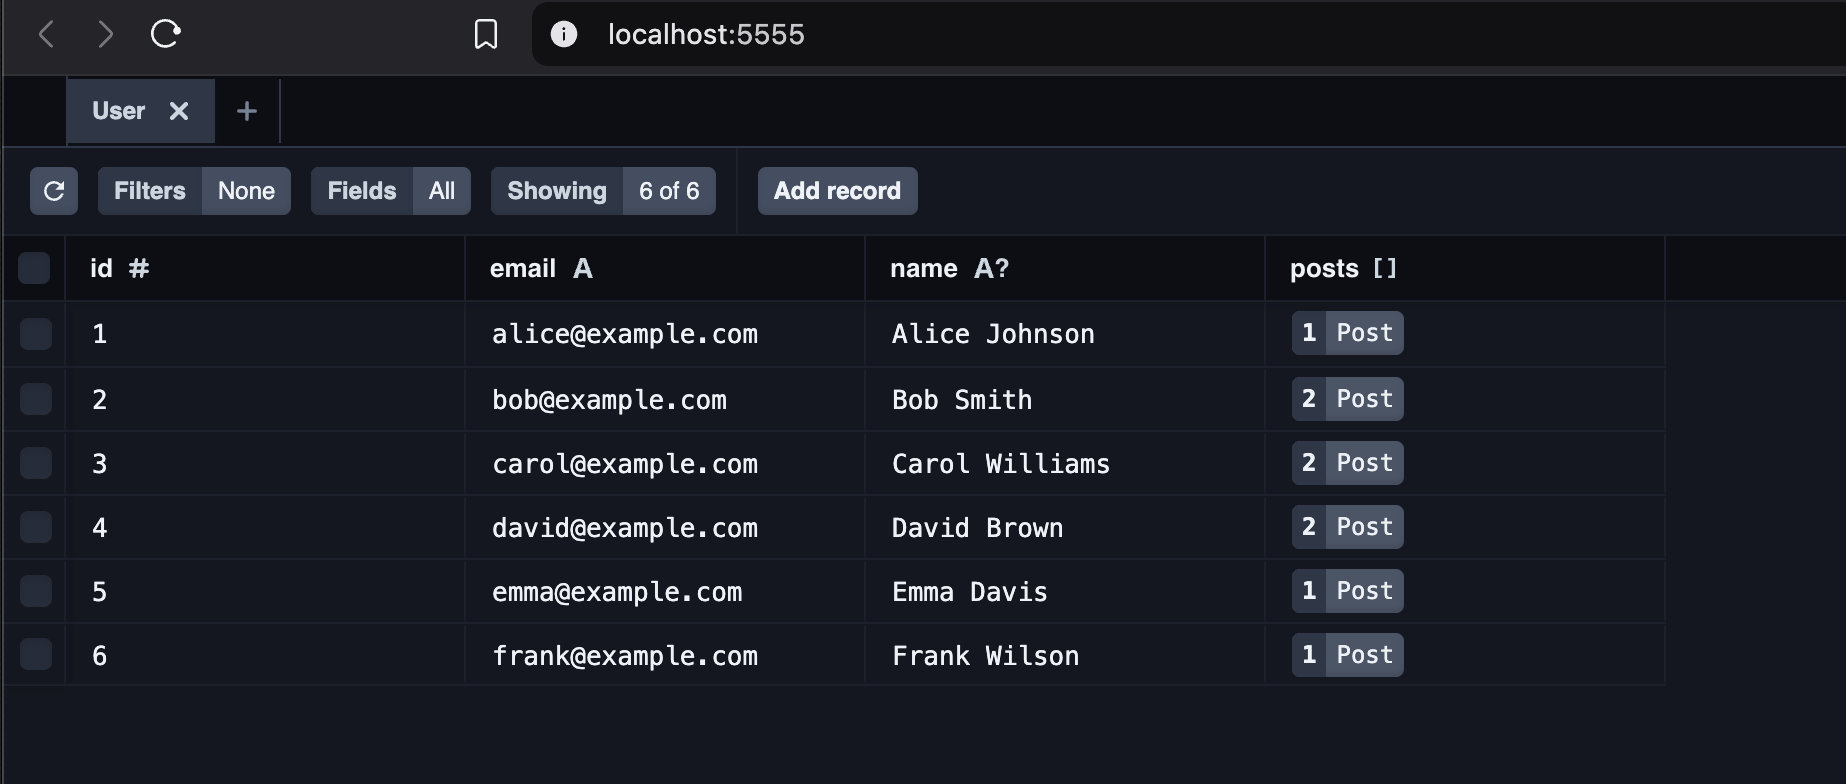 localhost:5555
User
Filters None Fields All Showing 6 of 6 Add record
id # email A name A? posts []
1 alice@example.com Alice Johnson 1 Post
2 bob@example.com Bob Smith 2 Post
3 carol@example.com Carol Williams 2 Post
4 david@example.com David Brown 2 Post
5 emma@example.com Emma Davis 1 Post
6 frank@example.com Frank Wilson 1 Post